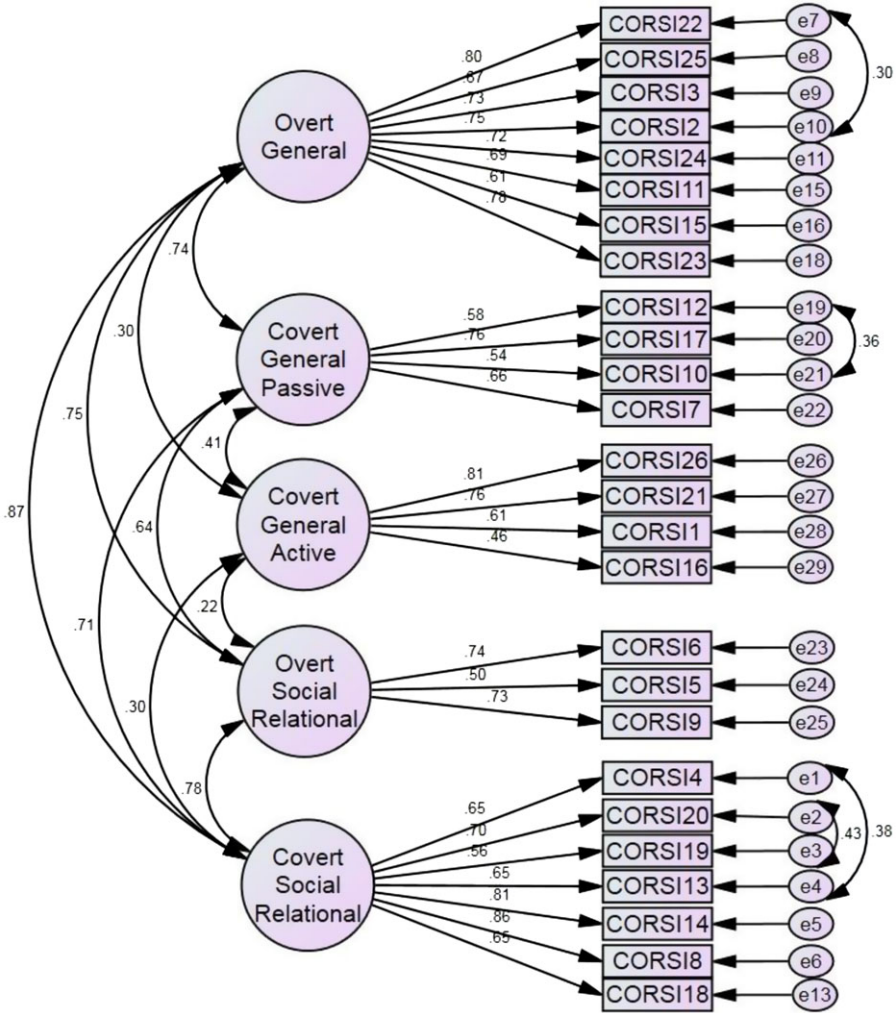 Overt
General
.80
.67
.73
.75
.72
.69
.61
.78
CORSI22
e7
CORSI25
e8
CORSI3
e9
CORSI2
e10
CORSI24
e11
CORSI11
e15
CORSI15
e16
CORSI23
e18
.30
.74
.30
.75
.87
Covert
General
Passive
.58
.76
.54
.66
CORSI12
e19
CORSI17
e20
CORSI10
e21
CORSI7
e22
.36
.41
.64
.71
Covert
General
Active
.81
.76
.61
.46
CORSI26
e26
CORSI21
e27
CORSI1
e28
CORSI16
e29
.22
.30
Overt
Social
Relational
.74
.50
.73
CORSI6
e23
CORSI5
e24
CORSI9
e25
.78
Covert
Social
Relational
.65
.70
.56
.65
.81
.86
.65
CORSI4
e1
CORSI20
e2
CORSI19
e3
CORSI13
e4
CORSI14
e5
CORSI8
e6
CORSI18
e13
.43
.38